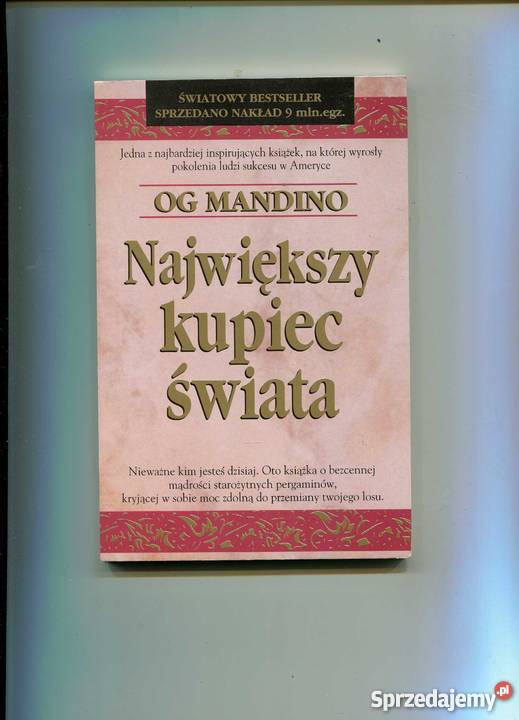 ŚWIATOWY BESTSELLER
SPRZEDANO NAKŁAD 9 mln.egz.
Jedna z najbardziej inspirujących książek, na której wyrosły
pokolenia ludzi sukcesu w Ameryce
OG MANDINO
Największy
kupiec
świata
Nieważne kim jesteś dzisiaj. Oto książka o bezcennej
mądrości starożytnych pergaminów,
kryjącej w sobie moc zdolną do przemiany twojego losu.
Sprzedajemy.pl